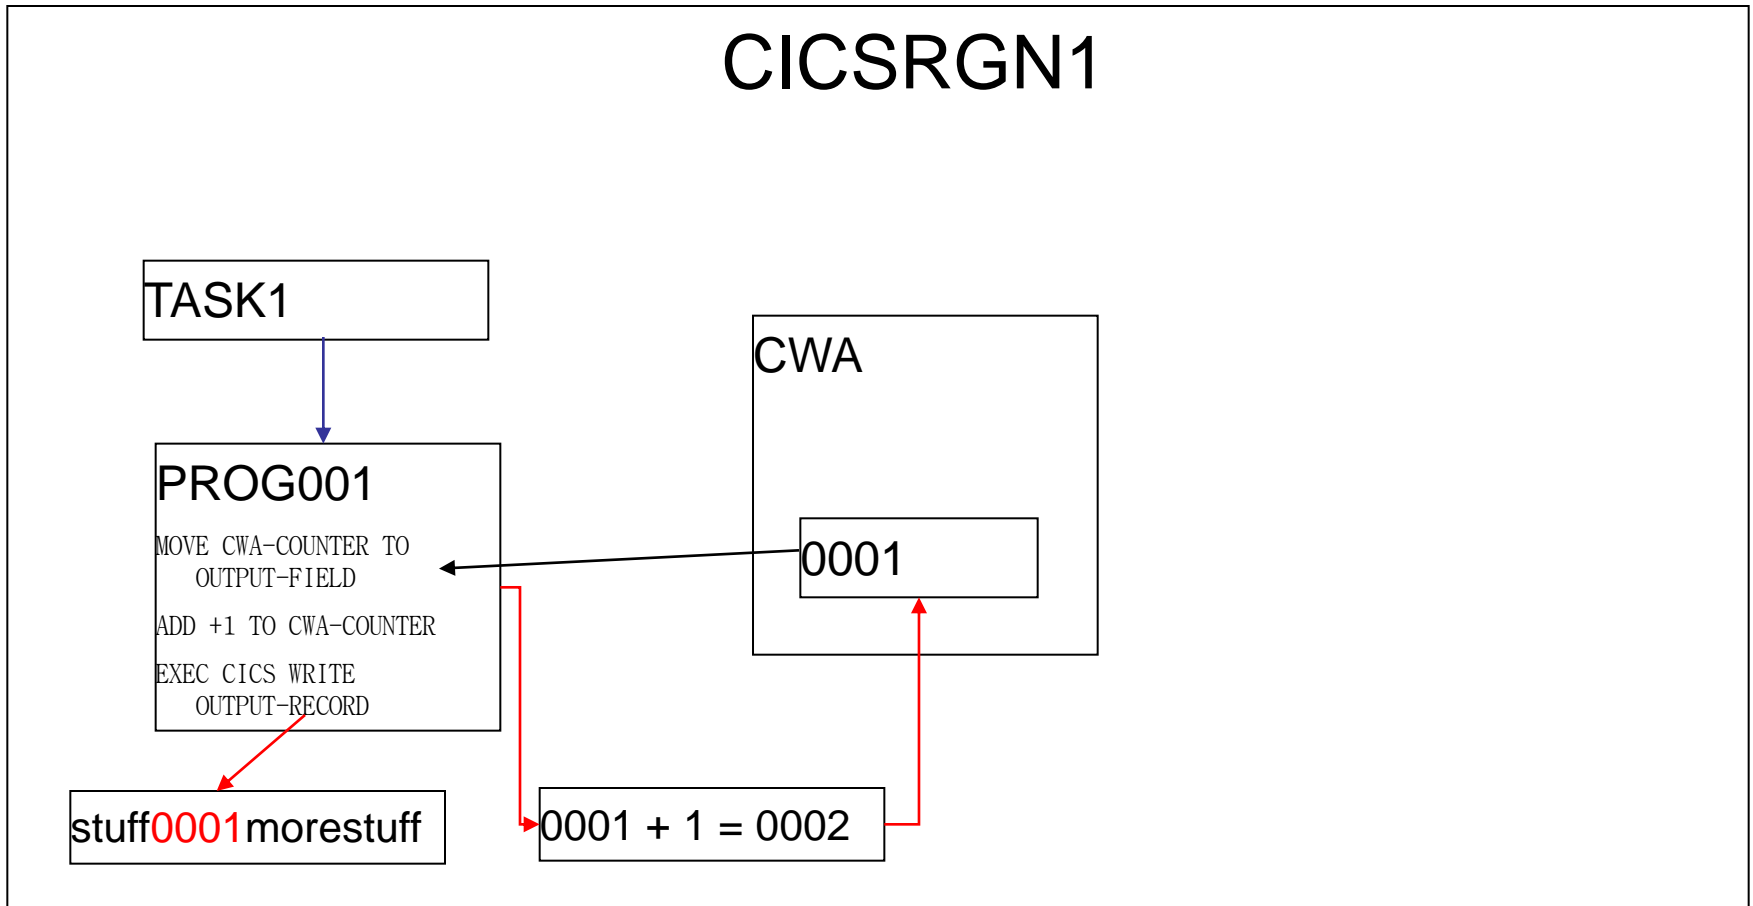 CICSRGN1
TASK1
CWA
PROG001
MOVE CWA-COUNTER TO
OUTPUT-FIELD
0001
ADD +1 TO CWA-COUNTER
EXEC CICS WRITE
OUTPUT-RECORD
stuff0001morestuff
0001 + 1 = 0002